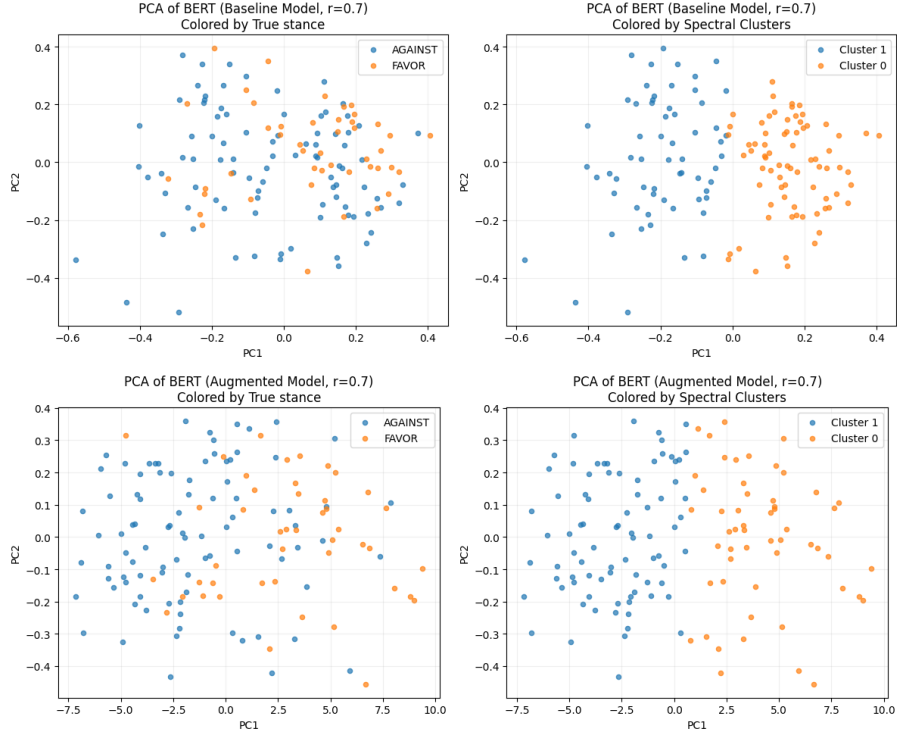 PCA of BERT (Baseline Model, r=0.7)
Colored by True stance
AGAINST
FAVOR
0.4
0.2
0.0
−0.2
−0.4
PC2
−0.6
−0.4
−0.2
0.0
0.2
0.4
PC1
PCA of BERT (Baseline Model, r=0.7)
Colored by Spectral Clusters
Cluster 1
Cluster 0
0.4
0.2
0.0
−0.2
−0.4
PC2
−0.6
−0.4
−0.2
0.0
0.2
0.4
PC1
PCA of BERT (Augmented Model, r=0.7)
Colored by True stance
AGAINST
FAVOR
0.4
0.3
0.2
0.1
0.0
−0.1
−0.2
−0.3
−0.4
PC2
−7.5
−5.0
−2.5
0.0
2.5
5.0
7.5
10.0
PC1
PCA of BERT (Augmented Model, r=0.7)
Colored by Spectral Clusters
Cluster 1
Cluster 0
0.4
0.3
0.2
0.1
0.0
−0.1
−0.2
−0.3
−0.4
PC2
−7.5
−5.0
−2.5
0.0
2.5
5.0
7.5
10.0
PC1